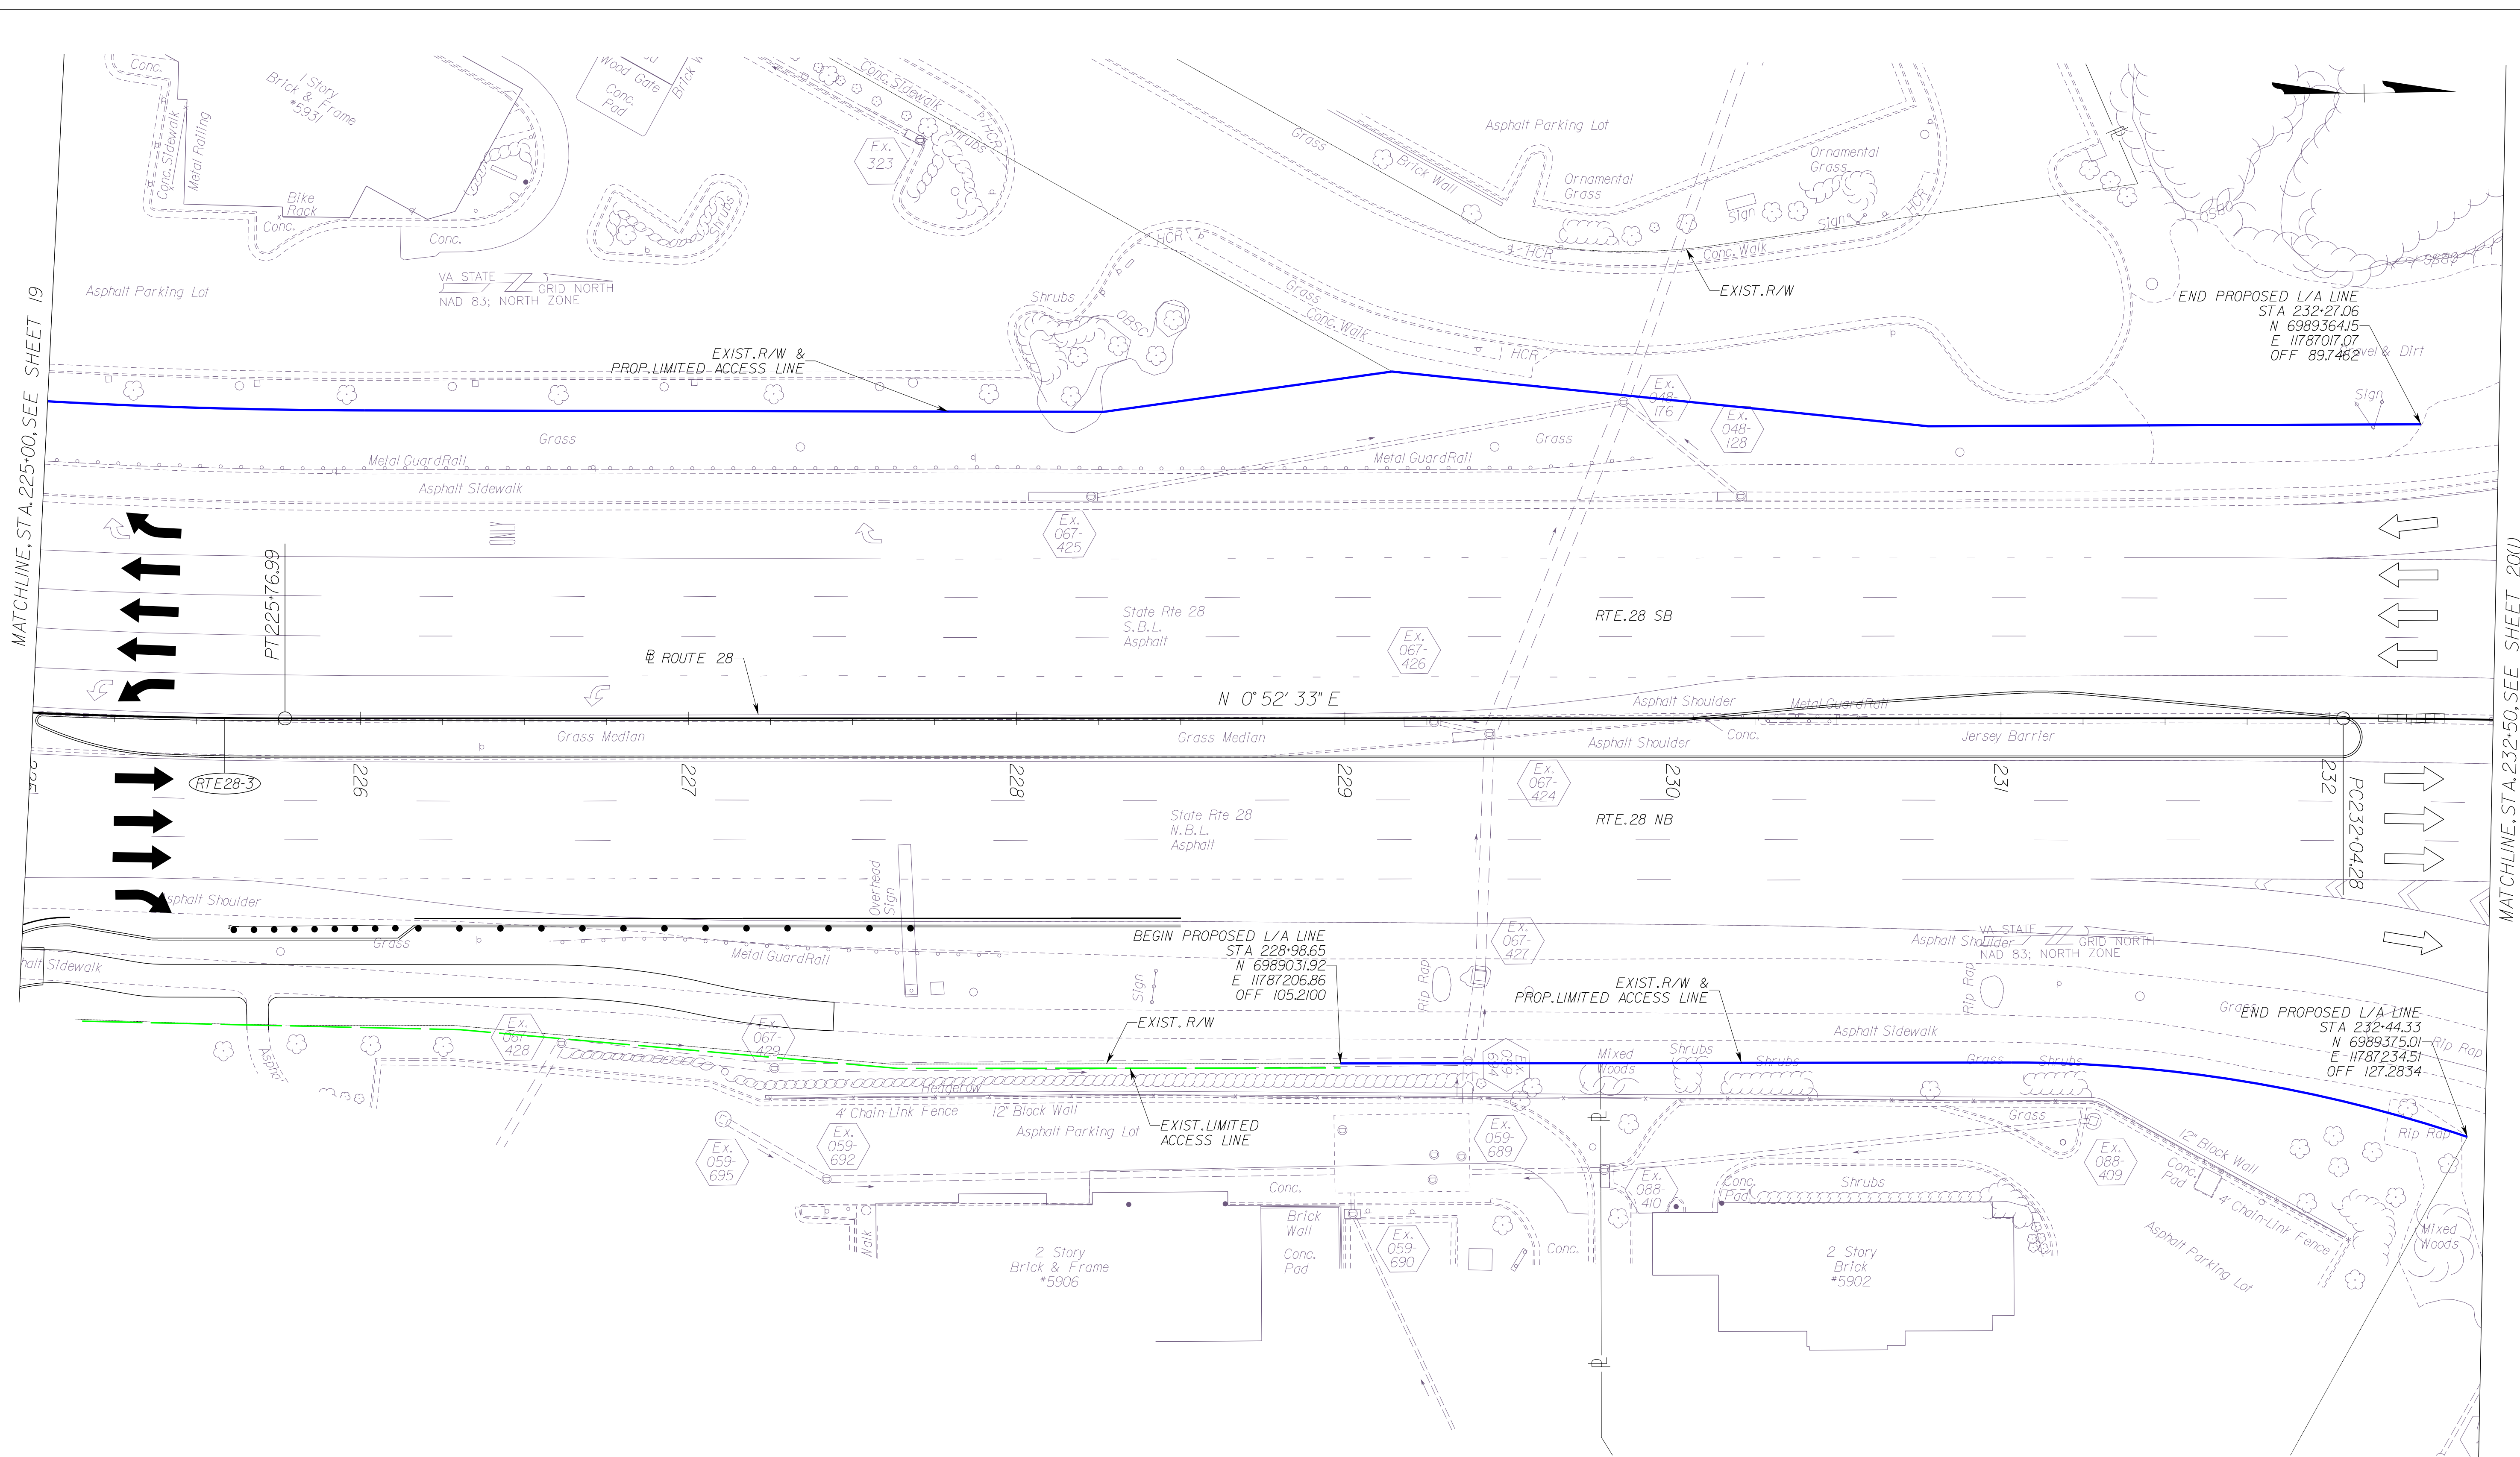 Conc.
1 Story
Brick & Frame
#5931
Conc. Sidewalk
Metal Railing
Bike
Rack
Conc.
Conc.
Wood Gate
Conc.
Pad
Ex.
323
Conc. Sidewalk
Shrubs
HCR
Shrubs
Asphalt Parking Lot
VA STATE
GRID NORTH
NAD 83; NORTH ZONE
MATCHLINE, STA. 225+00, SEE SHEET 19
Grass
Brick Wall
Asphalt Parking Lot
Ornamental
Grass
Ornamental
Grass
Sign
Sign
HCR
HCR
Conc. Walk
HCR
Grass
Conc. Walk
HCR
EXIST. R/W
Shrubs
OBSC
OBSC
OBSC
END PROPOSED L/A LINE
STA 232+27.06
N 6989364.15
E 11787017.07
OFF 89.7462
Gravel & Dirt
Sign
EXIST. R/W &
PROP. LIMITED ACCESS LINE
Ex.
048-
176
Ex.
048-
128
Grass
Grass
Metal GuardRail
Metal GuardRail
Asphalt Sidewalk
Ex.
067-
425
PT 225+76.99
State Rte 28
S.B.L.
Asphalt
RTE. 28 SB
Ex.
067-
426
B ROUTE 28
N 0° 52' 33" E
Asphalt Shoulder
Metal GuardRail
Grass Median
Grass Median
Asphalt Shoulder
Conc.
Jersey Barrier
225
RTE28-3
226
227
228
229
230
231
232
PC 232+04.28
Ex.
067-
424
State Rte 28
N.B.L.
Asphalt
RTE. 28 NB
MATCHLINE, STA. 232+50, SEE SHEET 20(1)
Asphalt Shoulder
Overhead
Sign
Grass
Metal GuardRail
halt Sidewalk
BEGIN PROPOSED L/A LINE
STA 228+98.65
N 6989031.92
E 11787206.86
OFF 105.2100
Sign
Rip Rap
Ex.
067-
427
EXIST. R/W &
PROP. LIMITED ACCESS LINE
Asphalt Shoulder
VA STATE
GRID NORTH
NAD 83; NORTH ZONE
Rip Rap
Grass
END PROPOSED L/A LINE
STA 232+44.33
N 6989375.01
E 11787234.51
OFF 127.2834
Rip Rap
Asphalt Sidewalk
Ex.
067-
428
Ex.
067-
429
EXIST. R/W
Ex.
059-
694
Mixed
Woods
Shrubs
Shrubs
Grass
Shrubs
Asphal
Hedgerow
4' Chain-Link Fence
12" Block Wall
Asphalt Parking Lot
EXIST. LIMITED
ACCESS LINE
Ex.
059-
695
Ex.
059-
692
Ex.
059-
689
Grass
Rip Rap
12" Block Wall
Conc.
Pad
4' Chain-Link Fence
Asphalt Parking Lot
Mixed
Woods
Ex.
088-
409
Ex.
088-
410
Conc.
Pad
Shrubs
Conc.
Brick
Wall
Conc.
Pad
Ex.
059-
690
Conc.
Walk
2 Story
Brick & Frame
#5906
2 Story
Brick
#5902